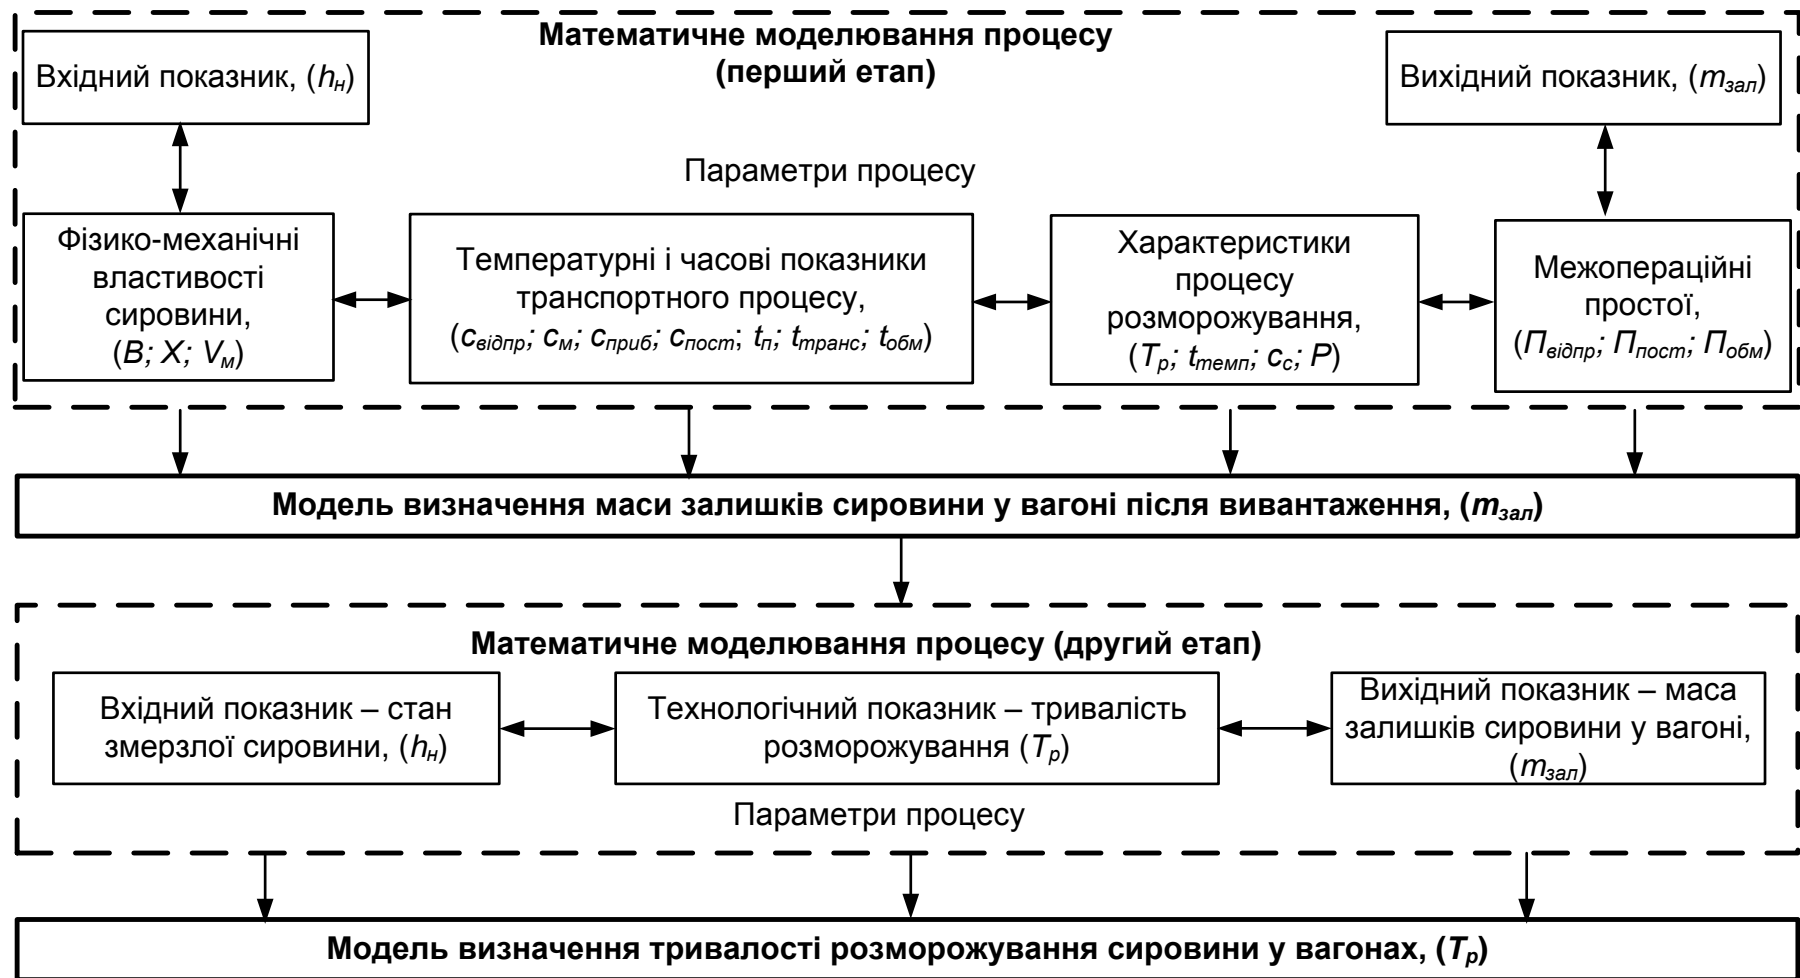 Математичне моделювання процесу
(перший етап)
Вхідний показник, (hн)
Вихідний показник, (mзал)
Параметри процесу
Фізико-механічні
властивості
сировини,
(В; Х; Vм)
Температурні і часові показники
транспортного процесу,
(cвідпр; cм; cприб; cпост; tп; tтранс; tобм)
Характеристики
процесу
розморожування,
(Tр; tтемп; cс; P)
Межопераційні
простої,
(Пвідпр; Ппост; Побм)
Модель визначення маси залишків сировини у вагоні після вивантаження, (mзал)
Математичне моделювання процесу (другий етап)
Вхідний показник – стан
змерзлої сировини, (hн)
Технологічний показник – тривалість
розморожування (Tр)
Вихідний показник – маса
залишків сировини у вагоні,
(mзал)
Параметри процесу
Модель визначення тривалості розморожування сировини у вагонах, (Tр)